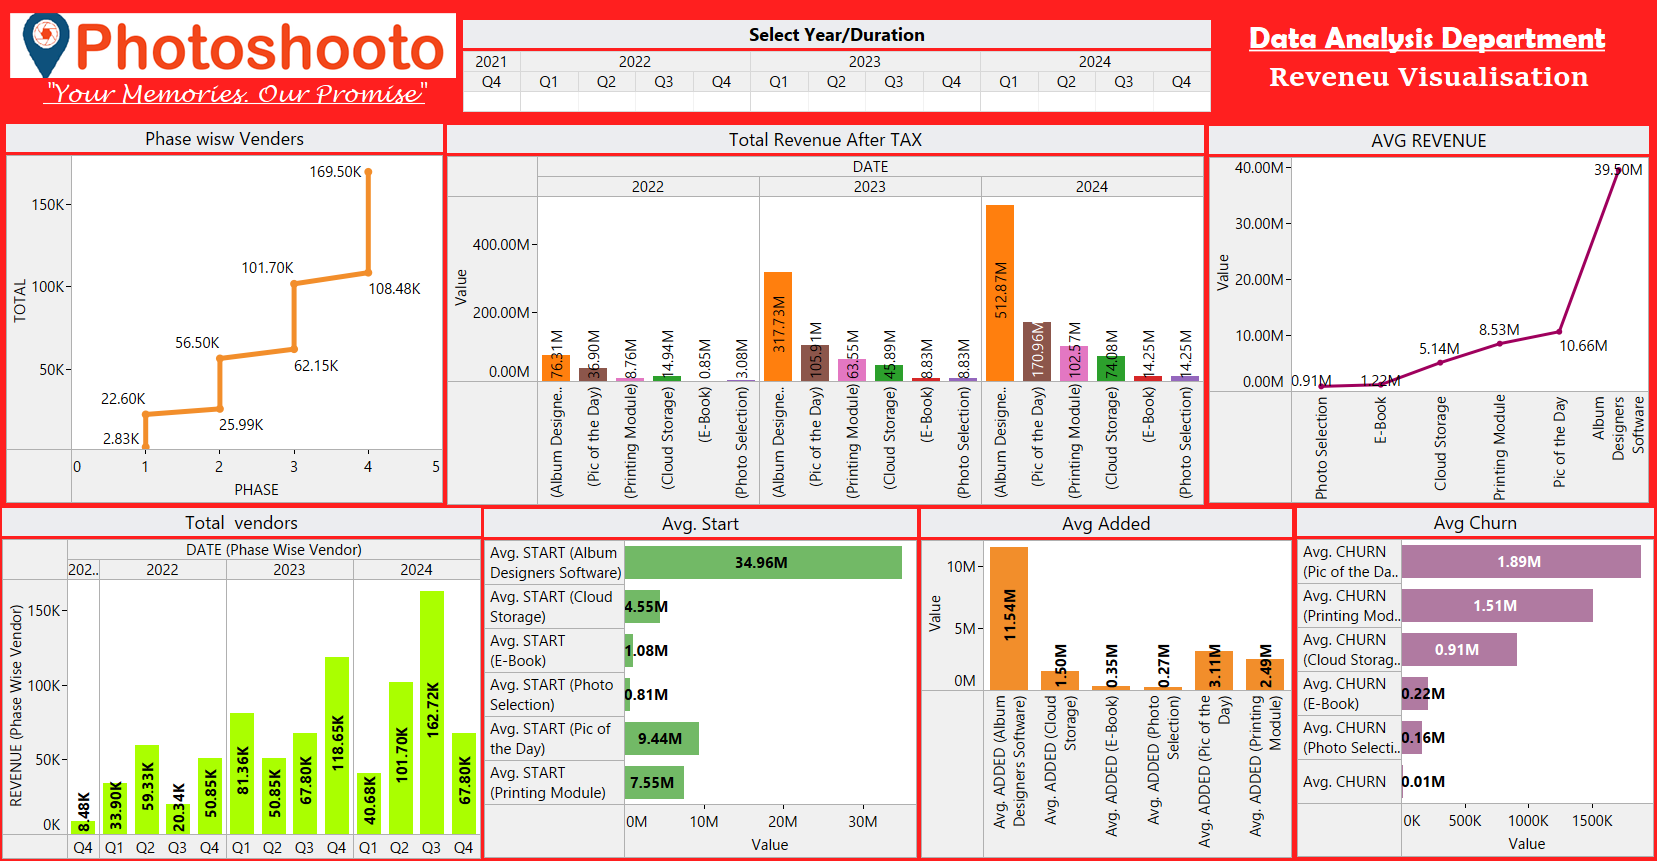 Photoshooto
"Your Memories. Our Promise"
Select Year/Duration
2021 2022 2023 2024
Q4 Q1 Q2 Q3 Q4 Q1 Q2 Q3 Q4 Q1 Q2 Q3 Q4
Data Analysis Department
Reveneu Visualisation
Phase wisw Venders
TOTAL
150K
100K
50K
169.50K
101.70K
108.48K
56.50K
62.15K
22.60K
25.99K
2.83K
0 1 2 3 4 5
PHASE
Total Revenue After TAX
DATE
2022 2023 2024
Value
400.00M
200.00M
0.00M
76.31M 36.90M 8.76M 14.94M 0.85M 3.08M
317.73M 105.91M 63.55M 45.89M 8.83M 8.83M
512.87M 170.96M 102.57M 74.08M 14.25M 14.25M
(Album Designe.. (Pic of the Day) (Printing Module) (Cloud Storage) (E-Book) (Photo Selection)
(Album Designe.. (Pic of the Day) (Printing Module) (Cloud Storage) (E-Book) (Photo Selection)
(Album Designe.. (Pic of the Day) (Printing Module) (Cloud Storage) (E-Book) (Photo Selection)
AVG REVENUE
Value
40.00M
30.00M
20.00M
10.00M
0.00M
0.91M 1.22M 5.14M 8.53M 10.66M 39.50M
Photo Selection
E-Book
Cloud Storage
Printing Module
Pic of the Day
Album Designers Software
Total vendors
DATE (Phase Wise Vendor)
202.. 2022 2023 2024
REVENUE (Phase Wise Vendor)
150K
100K
50K
0K
8.48K 33.90K 59.33K 20.34K 50.85K 81.36K 50.85K 67.80K 118.65K 40.68K 101.70K 162.72K 67.80K
Q4 Q1 Q2 Q3 Q4 Q1 Q2 Q3 Q4 Q1 Q2 Q3 Q4
Avg. Start
Avg. START (Album
Designers Software)
34.96M
Avg. START (Cloud
Storage)
4.55M
Avg. START
(E-Book)
1.08M
Avg. START (Photo
Selection)
0.81M
Avg. START (Pic of
the Day)
9.44M
Avg. START
(Printing Module)
7.55M
0M 10M 20M 30M
Value
Avg Added
Value
10M
5M
0M
11.54M 1.50M 0.35M 0.27M 3.11M 2.49M
Avg. ADDED (Album
Designers Software)
Avg. ADDED (Cloud
Storage)
Avg. ADDED (E-Book)
Avg. ADDED (Photo
Selection)
Avg. ADDED (Pic of the
Day)
Avg. ADDED (Printing
Module)
Avg Churn
Avg. CHURN
(Pic of the Da..
1.89M
Avg. CHURN
(Printing Mod..
1.51M
Avg. CHURN
(Cloud Storag..
0.91M
Avg. CHURN
(E-Book)
0.22M
Avg. CHURN
(Photo Selecti..
0.16M
Avg. CHURN
0.01M
0K 500K 1000K 1500K
Value